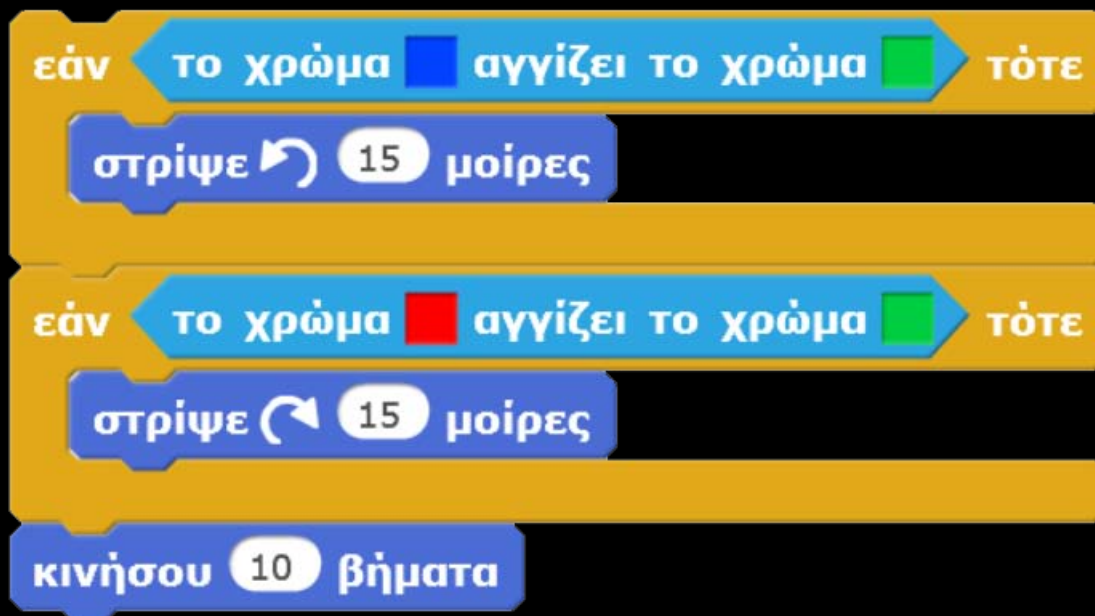 εάν το χρώμα αγγίζει το χρώμα τότε
στρίψε 15 μοίρες
εάν το χρώμα αγγίζει το χρώμα τότε
στρίψε 15 μοίρες
κινήσου 10 βήματα